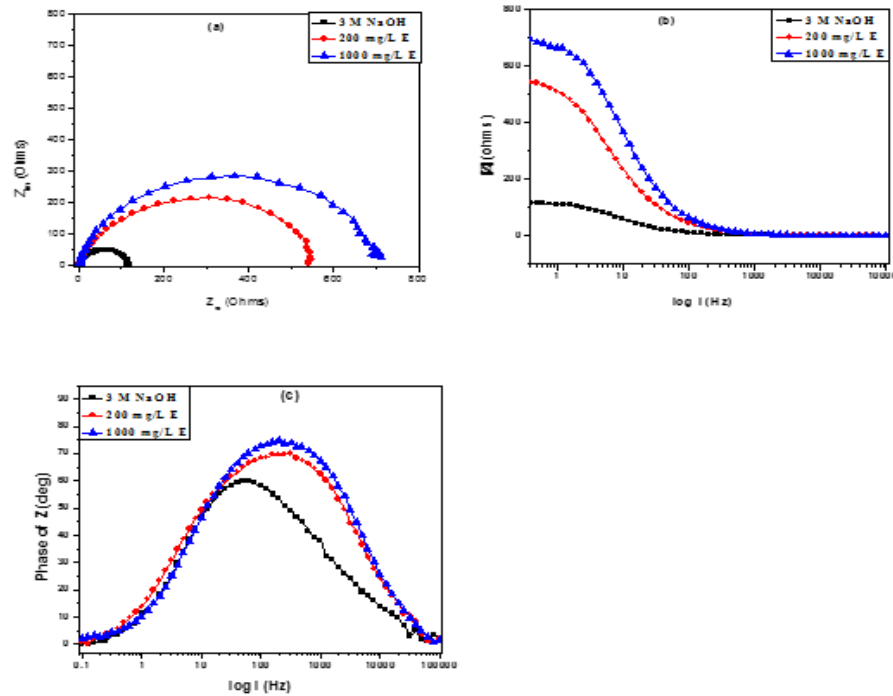 (a)
3 M NaOH
200 mg/L E
1000 mg/L E
800
700
600
500
400
300
200
100
0
(Ohms)
0
200
400
600
800
(Ohms)
(b)
3 M NaOH
200 mg/L E
1000 mg/L E
800
600
400
200
0
(ohms)
1
10
100
1000
10000
log f (Hz)
(c)
3 M NaOH
200 mg/L E
1000 mg/L E
90
80
70
60
50
40
30
20
10
0
Phase of Z(deg)
0.1
1
10
100
1000
10000
100000
log f (Hz)